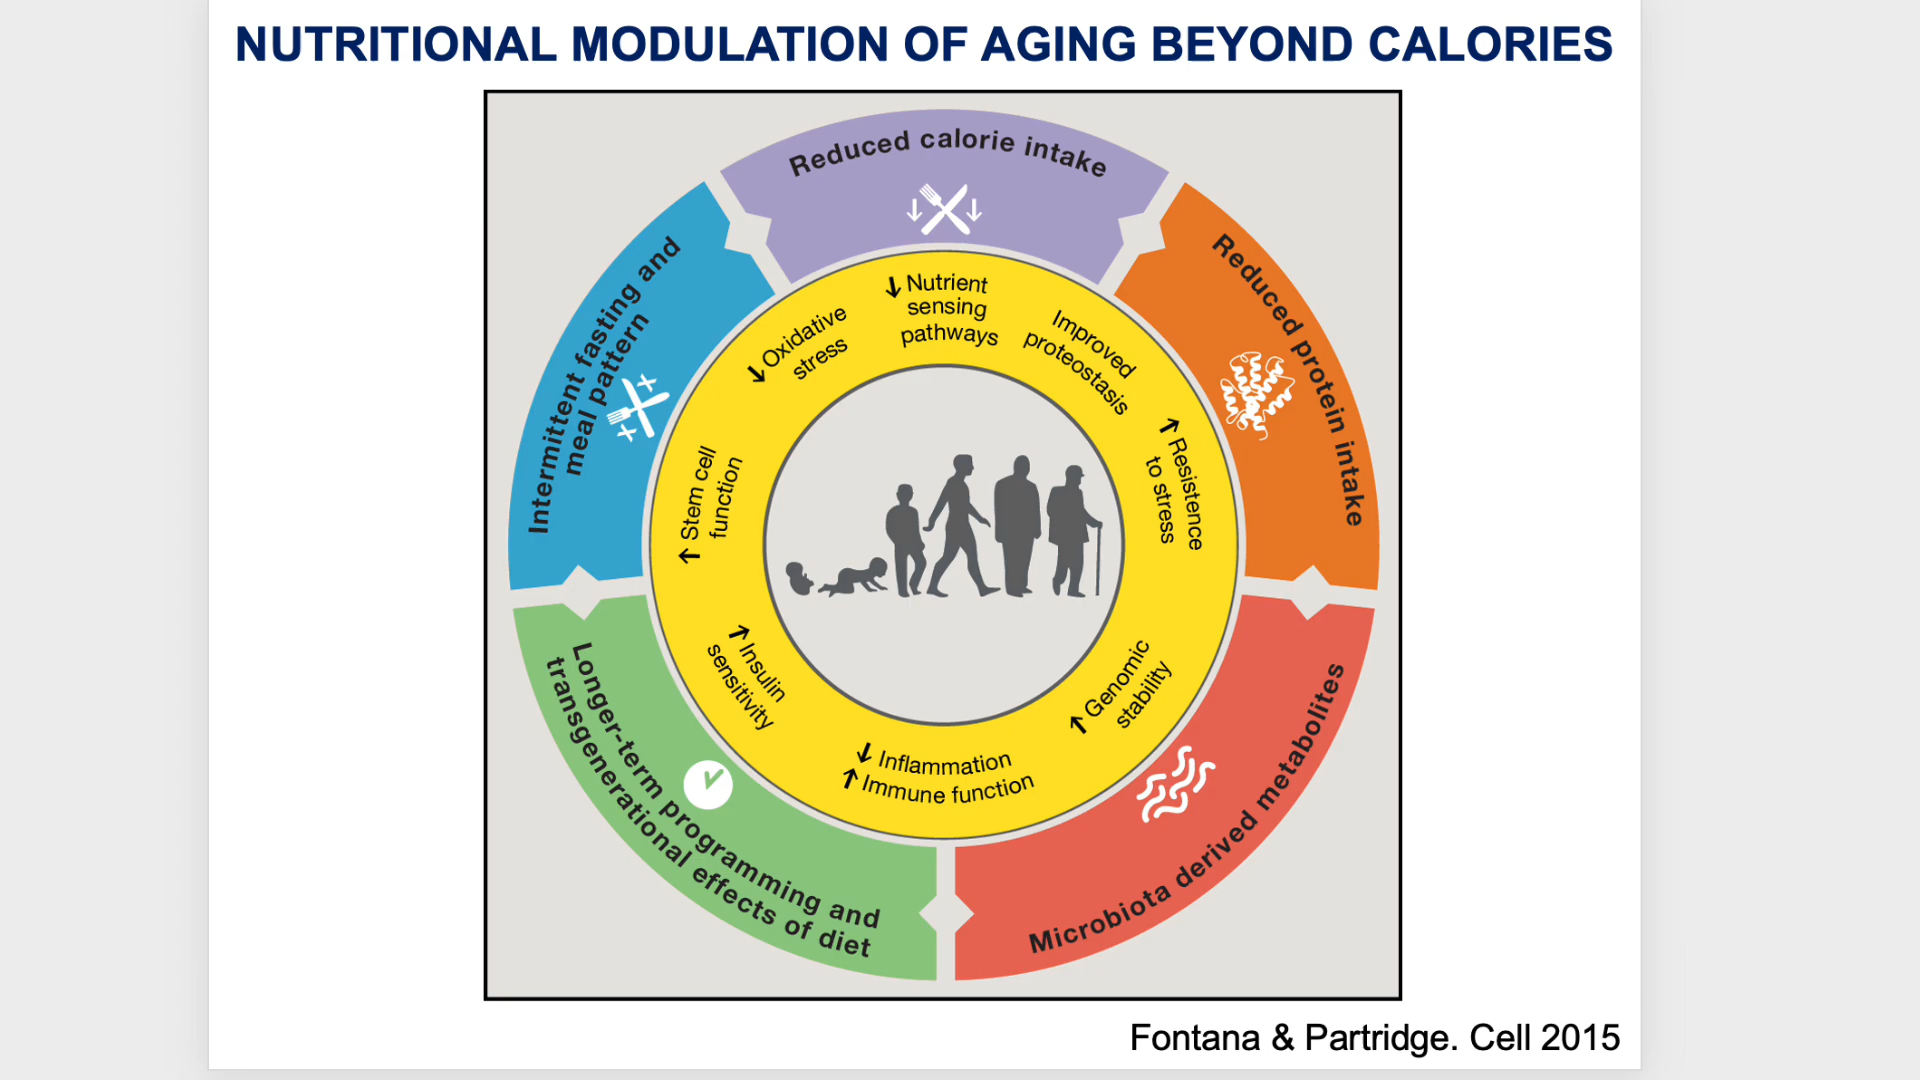 NUTRITIONAL MODULATION OF AGING BEYOND CALORIES
Reduced calorie intake
Reduced protein intake
Microbiota derived metabolites
Longer-term programming and
transgenerational effects of diet
Intermittent fasting and
meal pattern
↓ Nutrient
sensing
pathways
Improved
proteostasis
↑ Resistence
to stress
↑ Genomic
stability
↓ Inflammation
↑ Immune function
↑ Insulin
sensitivity
↑ Stem cell
function
↓ Oxidative
stress
Fontana & Partridge. Cell 2015